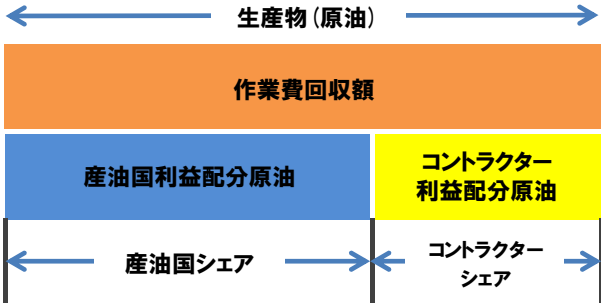 生産物(原油)
作業費回収額
産油国利益配分原油
コントラクター
利益配分原油
産油国シェア
コントラクター
シェア